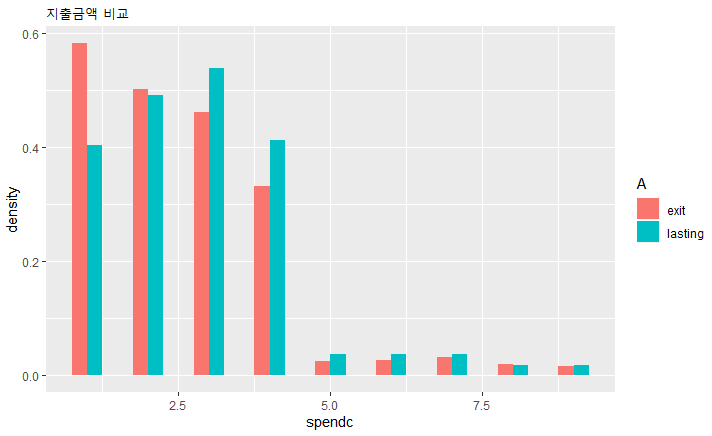 지출금액 비교
0.6
0.4
0.2
0.0
density
2.5
5.0
7.5
spendc
A
exit
lasting